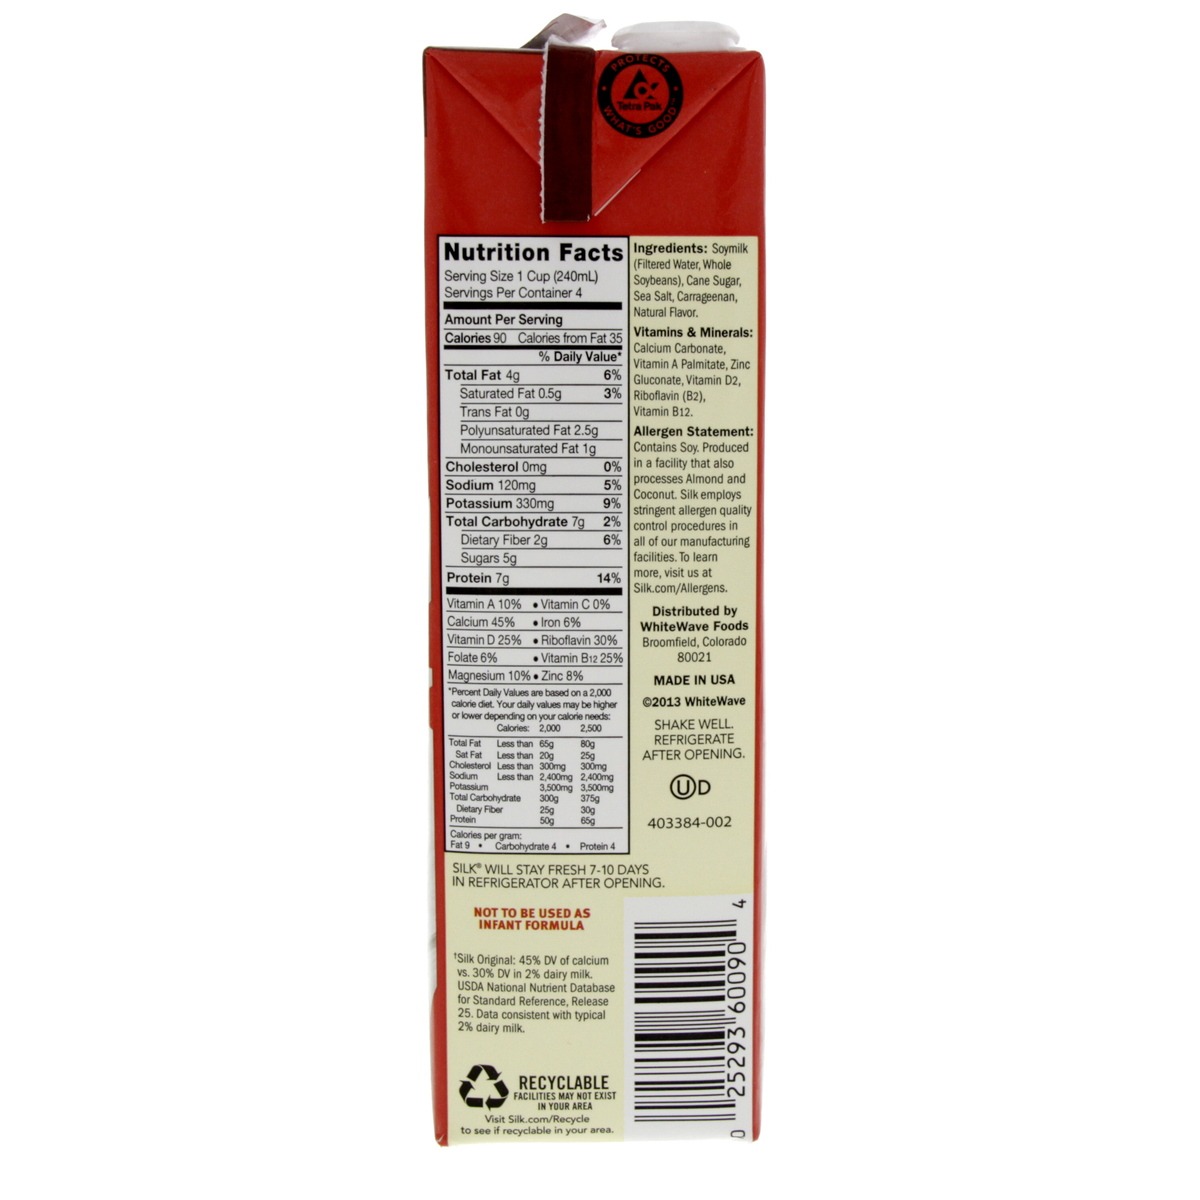 PROTECTS
Tetra Pak
WHAT'S GOOD™
Nutrition Facts
Serving Size 1 Cup (240mL)
Servings Per Container 4
Amount Per Serving
Calories 90 Calories from Fat 35
% Daily Value*
Total Fat 4g 6%
Saturated Fat 0.5g 3%
Trans Fat 0g
Polyunsaturated Fat 2.5g
Monounsaturated Fat 1g
Cholesterol 0mg 0%
Sodium 120mg 5%
Potassium 330mg 9%
Total Carbohydrate 7g 2%
Dietary Fiber 2g 6%
Sugars 5g
Protein 7g 14%
Vitamin A 10% • Vitamin C 0%
Calcium 45% • Iron 6%
Vitamin D 25% • Riboflavin 30%
Folate 6% • Vitamin B12 25%
Magnesium 10% • Zinc 8%
*Percent Daily Values are based on a 2,000
calorie diet. Your daily values may be higher
or lower depending on your calorie needs:
Calories: 2,000 2,500
Total Fat Less than 65g 80g
Sat Fat Less than 20g 25g
Cholesterol Less than 300mg 300mg
Sodium Less than 2,400mg 2,400mg
Potassium 3,500mg 3,500mg
Total Carbohydrate 300g 375g
Dietary Fiber 25g 30g
Protein 50g 65g
Calories per gram:
Fat 9 • Carbohydrate 4 • Protein 4
Ingredients: Soymilk
(Filtered Water, Whole
Soybeans), Cane Sugar,
Sea Salt, Carrageenan,
Natural Flavor.
Vitamins & Minerals:
Calcium Carbonate,
Vitamin A Palmitate, Zinc
Gluconate, Vitamin D2,
Riboflavin (B2),
Vitamin B12.
Allergen Statement:
Contains Soy. Produced
in a facility that also
processes Almond and
Coconut. Silk employs
stringent allergen quality
control procedures in
all of our manufacturing
facilities. To learn
more, visit us at
Silk.com/Allergens.
Distributed by
WhiteWave Foods
Broomfield, Colorado
80021
MADE IN USA
©2013 WhiteWave
SHAKE WELL.
REFRIGERATE
AFTER OPENING.
UD
403384-002
SILK® WILL STAY FRESH 7-10 DAYS
IN REFRIGERATOR AFTER OPENING.
NOT TO BE USED AS
INFANT FORMULA
†Silk Original: 45% DV of calcium
vs. 30% DV in 2% dairy milk.
USDA National Nutrient Database
for Standard Reference, Release
25. Data consistent with typical
2% dairy milk.
RECYCLABLE
FACILITIES MAY NOT EXIST
IN YOUR AREA
Visit Silk.com/Recycle
to see if recyclable in your area.
0 25293 60090 4